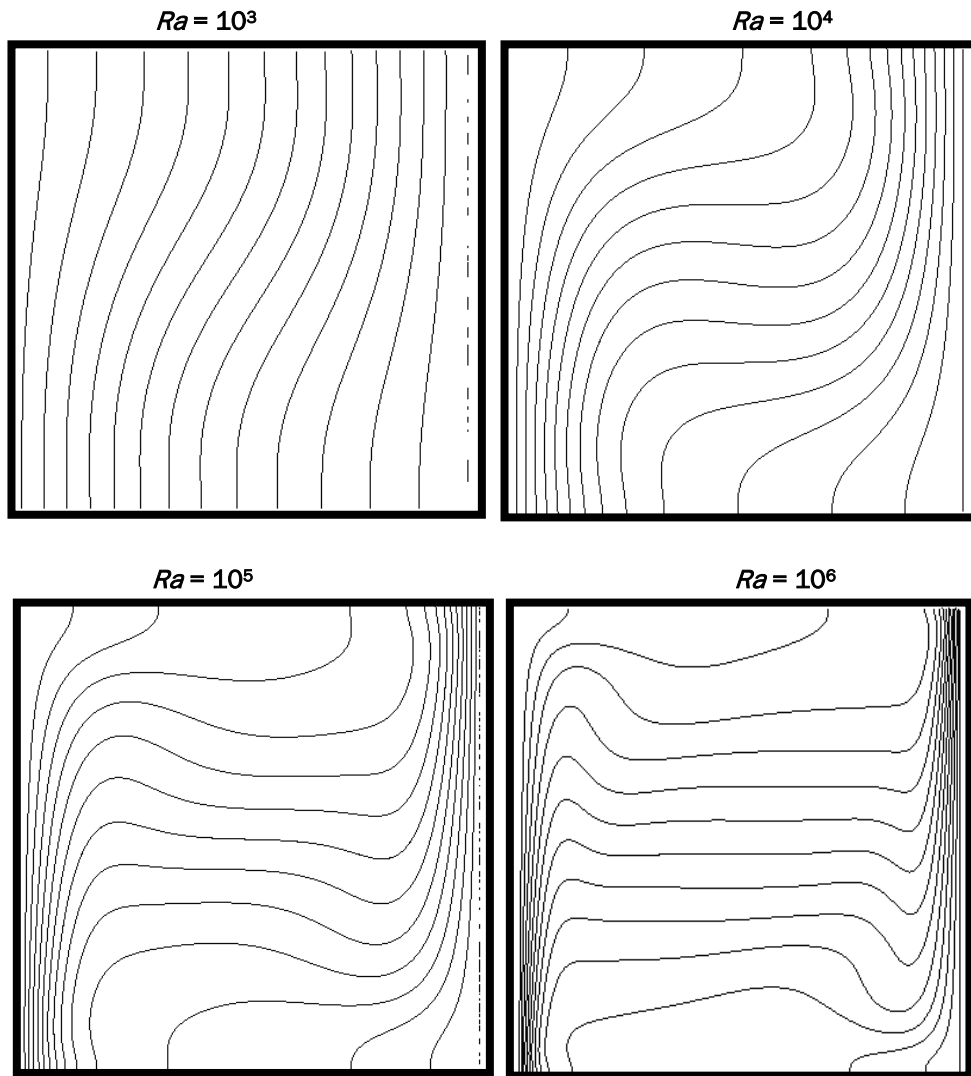 Ra = 10³
Ra = 10⁴
Ra = 10⁵
Ra = 10⁶